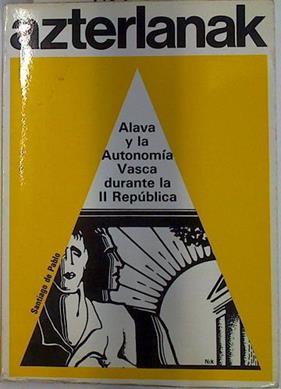 azterlanak
Alava
y la
Autonomía
Vasca
durante la
II República
Santiago de Pablo